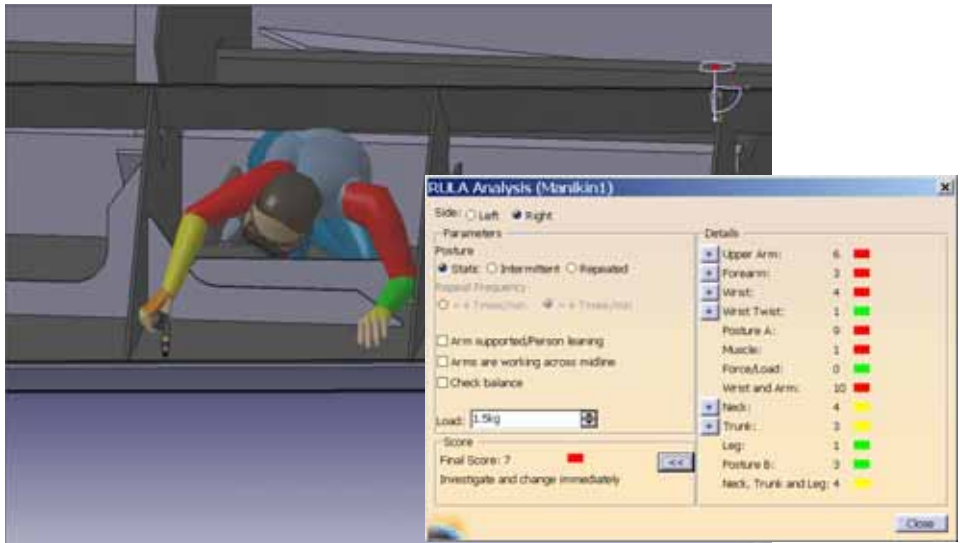 RULA Analysis (Manikin1)
Side: Left Right
Parameters
Posture
Static Intermittent Repeated
Repeat Frequency
Arm supported/Person leaning
Arms are working across midline
Check balance
Load: 1.5kg
Score
Final Score: 7
Investigate and change immediately
<<
Details
+ Upper Arm: 6
+ Forearm: 3
+ Wrist: 4
+ Wrist Twist: 1
Posture A: 9
Muscle: 1
Force/Load: 0
Wrist and Arm: 10
+ Neck: 4
+ Trunk: 3
Leg: 1
Posture B: 3
Neck, Trunk and Leg: 4
Close